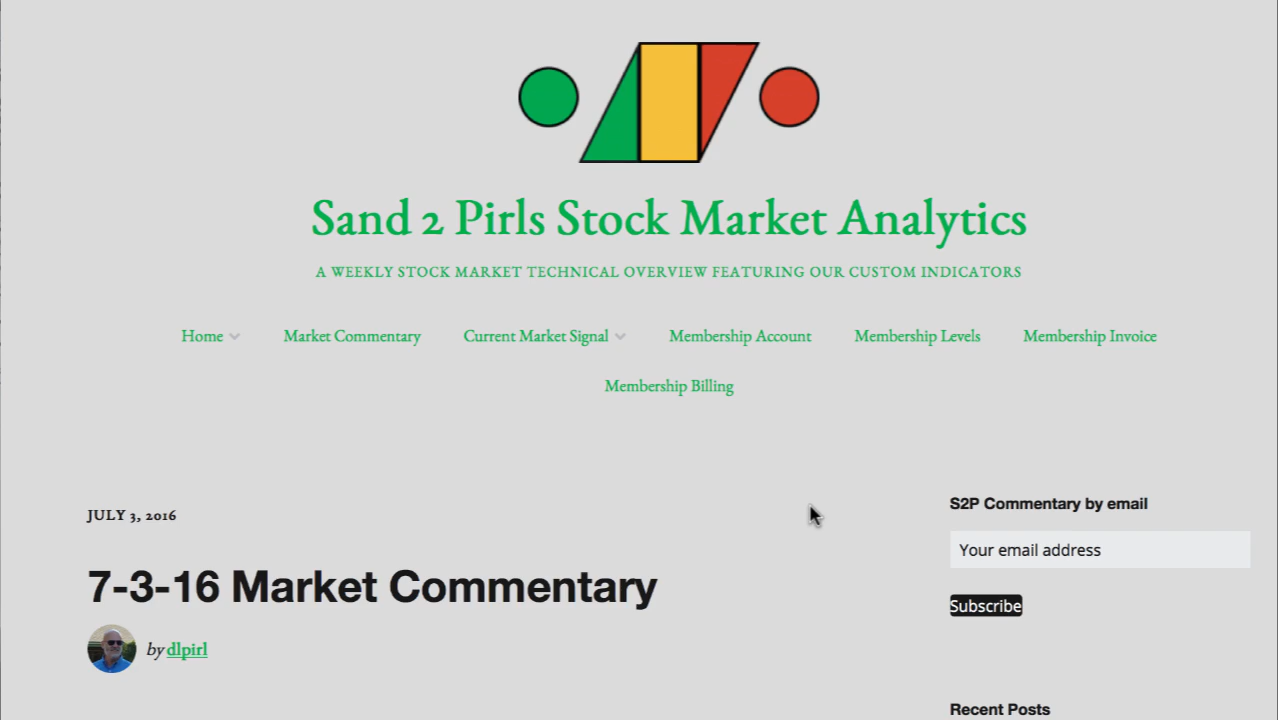 Sand 2 Pirls Stock Market Analytics
A WEEKLY STOCK MARKET TECHNICAL OVERVIEW FEATURING OUR CUSTOM INDICATORS
Home Market Commentary Current Market Signal Membership Account Membership Levels Membership Invoice
Membership Billing
JULY 3, 2016
7-3-16 Market Commentary
by dlpirl
S2P Commentary by email
Your email address
Subscribe
Recent Posts